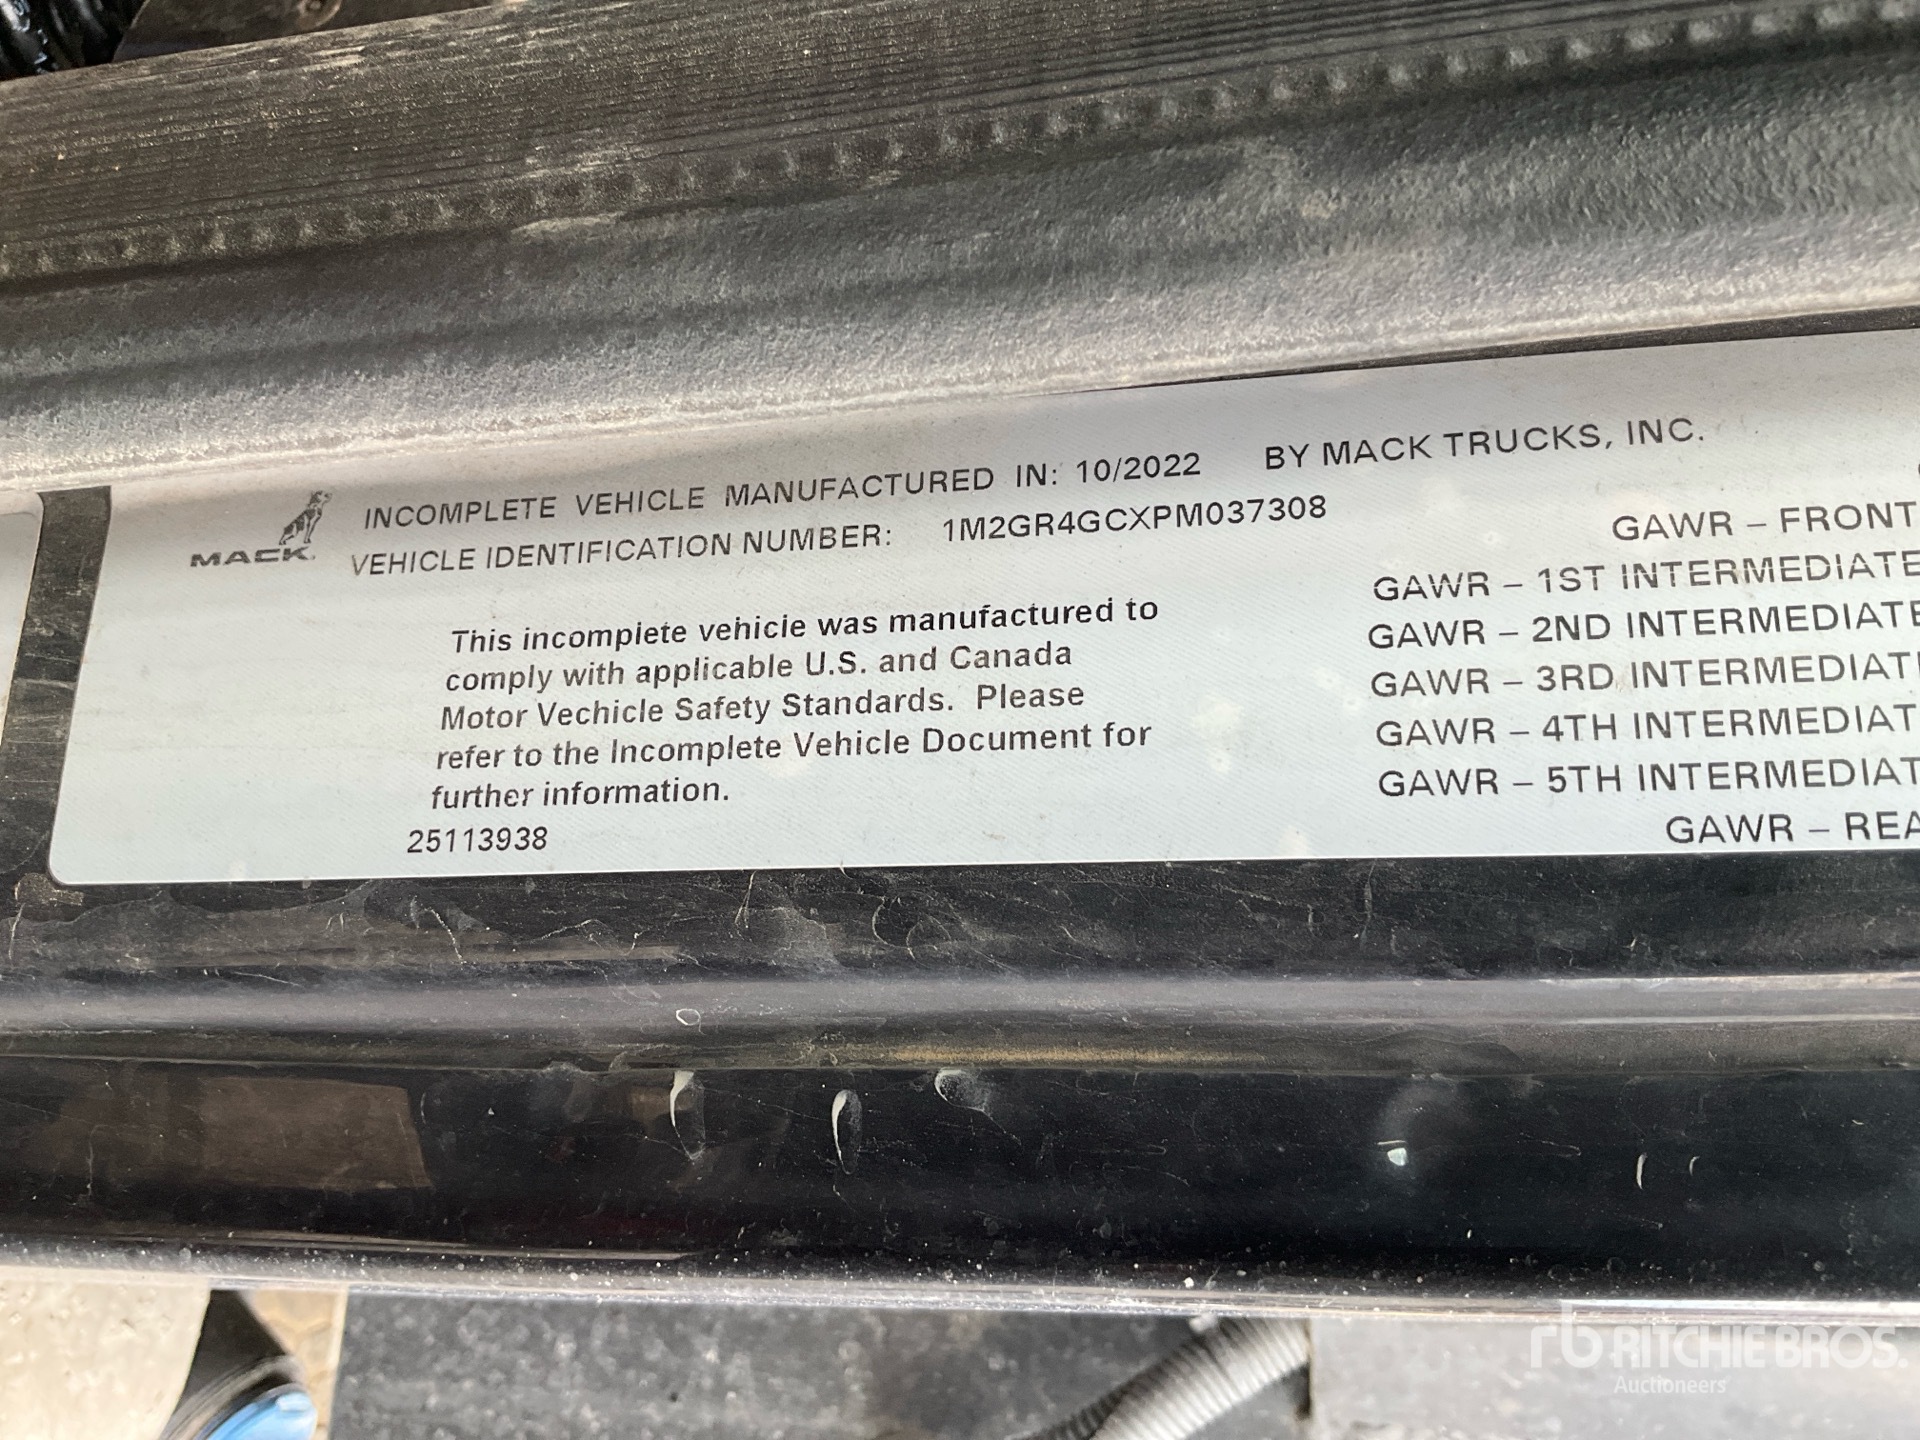 MACK.
INCOMPLETE VEHICLE MANUFACTURED IN: 10/2022 BY MACK TRUCKS, INC.
VEHICLE IDENTIFICATION NUMBER: 1M2GR4GCXPM037308
This incomplete vehicle was manufactured to
comply with applicable U.S. and Canada
Motor Vechicle Safety Standards. Please
refer to the Incomplete Vehicle Document for
further information.
25113938
GAWR – FRONT
GAWR – 1ST INTERMEDIATE
GAWR – 2ND INTERMEDIATE
GAWR – 3RD INTERMEDIAT
GAWR – 4TH INTERMEDIAT
GAWR – 5TH INTERMEDIAT
GAWR – REA
rb RITCHIE BROS.
Auctioneers